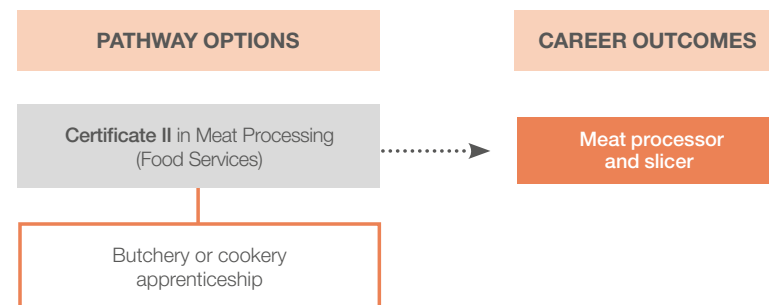 PATHWAY OPTIONS
CAREER OUTCOMES
Certificate II in Meat Processing
(Food Services)
Meat processor
and slicer
Butchery or cookery
apprenticeship